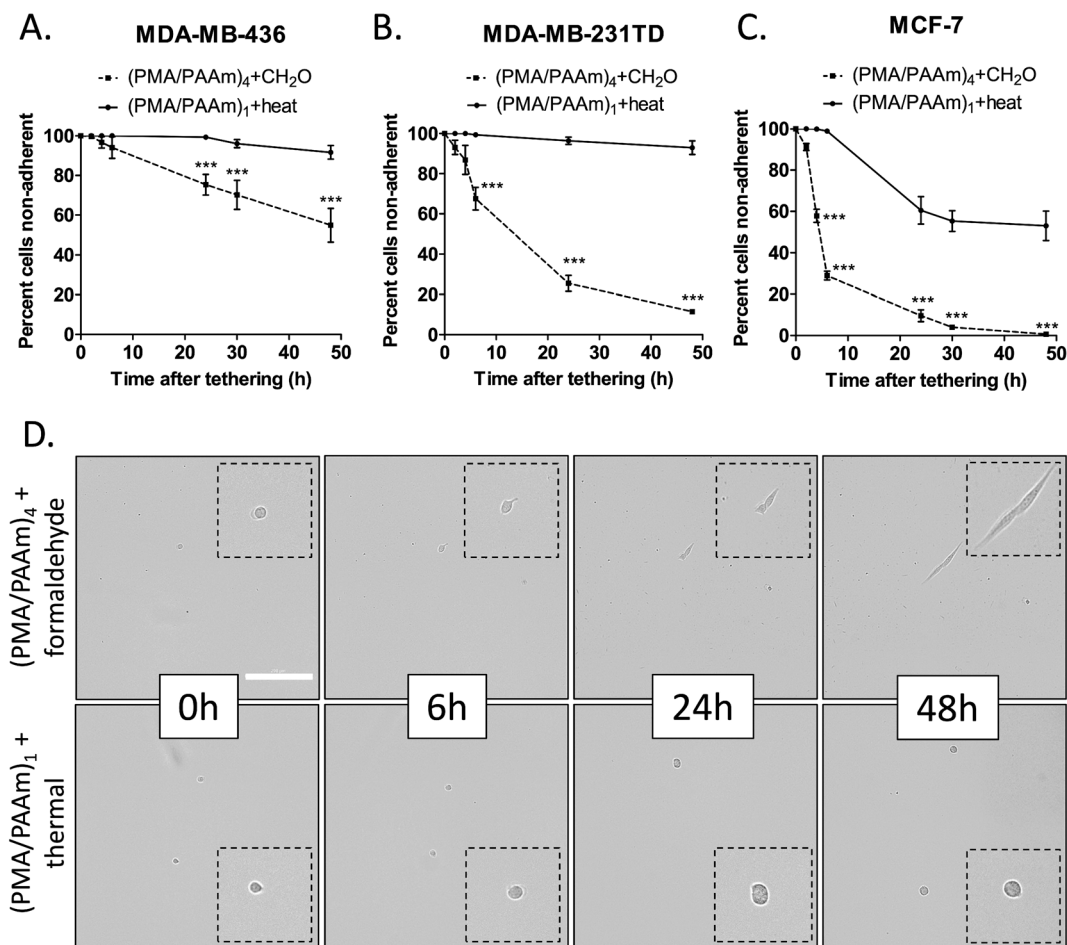 A.
MDA-MB-436
(PMA/PAAm)₄+CH₂O
(PMA/PAAm)₁+heat
Percent cells non-adherent
100
80
60
40
20
0
0 10 20 30 40 50
*** *** ***
Time after tethering (h)
B.
MDA-MB-231TD
(PMA/PAAm)₄+CH₂O
(PMA/PAAm)₁+heat
Percent cells non-adherent
100
80
60
40
20
0
0 10 20 30 40 50
*** *** ***
Time after tethering (h)
C.
MCF-7
(PMA/PAAm)₄+CH₂O
(PMA/PAAm)₁+heat
Percent cells non-adherent
100
80
60
40
20
0
0 10 20 30 40 50
*** *** *** *** ***
Time after tethering (h)
D.
(PMA/PAAm)₄ +
formaldehyde
0h 6h 24h 48h
(PMA/PAAm)₁ +
thermal